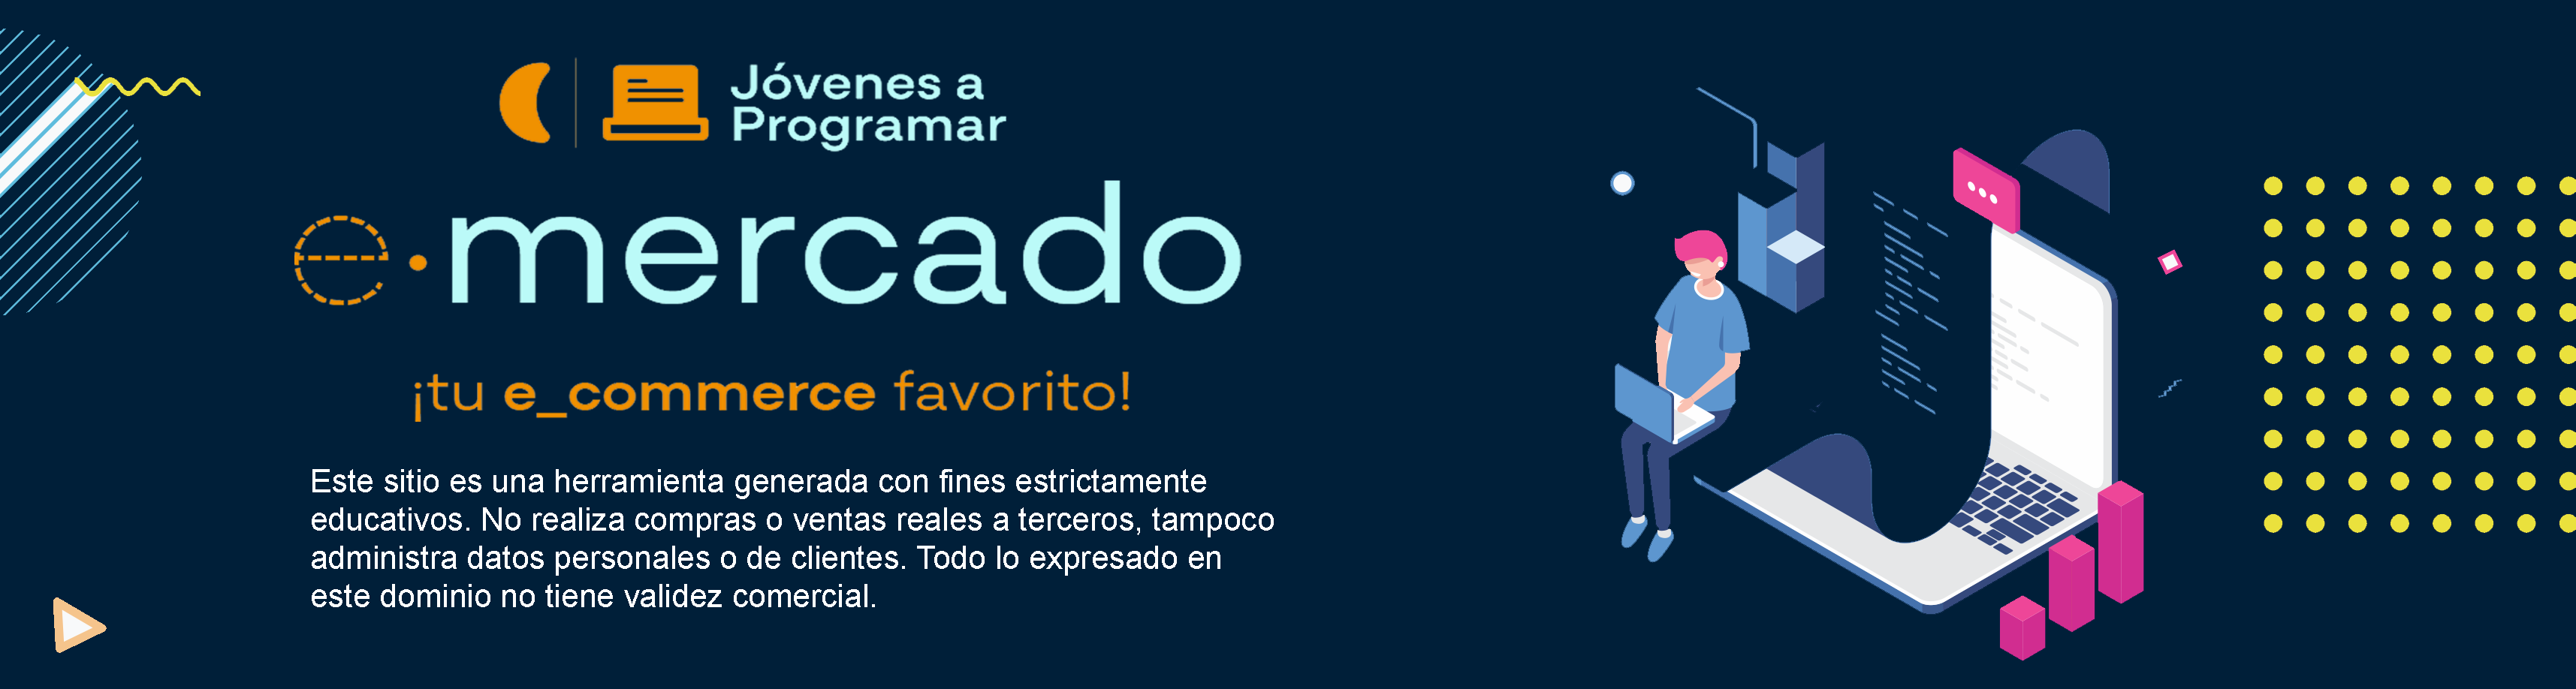 Jóvenes a
Programar
e.mercado
¡tu e_commerce favorito!
Este sitio es una herramienta generada con fines estrictamente
educativos. No realiza compras o ventas reales a terceros, tampoco
administra datos personales o de clientes. Todo lo expresado en
este dominio no tiene validez comercial.